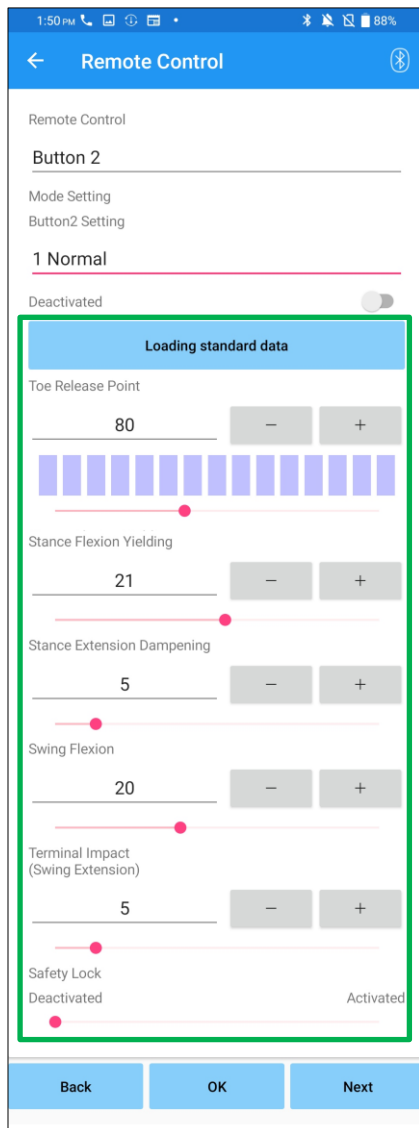 1:50 PM 88%
Remote Control
Remote Control
Button 2
Mode Setting
Button2 Setting
1 Normal
Deactivated
Loading standard data
Toe Release Point
80 − +
Stance Flexion Yielding
21 − +
Stance Extension Dampening
5 − +
Swing Flexion
20 − +
Terminal Impact
(Swing Extension)
5 − +
Safety Lock
Deactivated Activated
Back OK Next